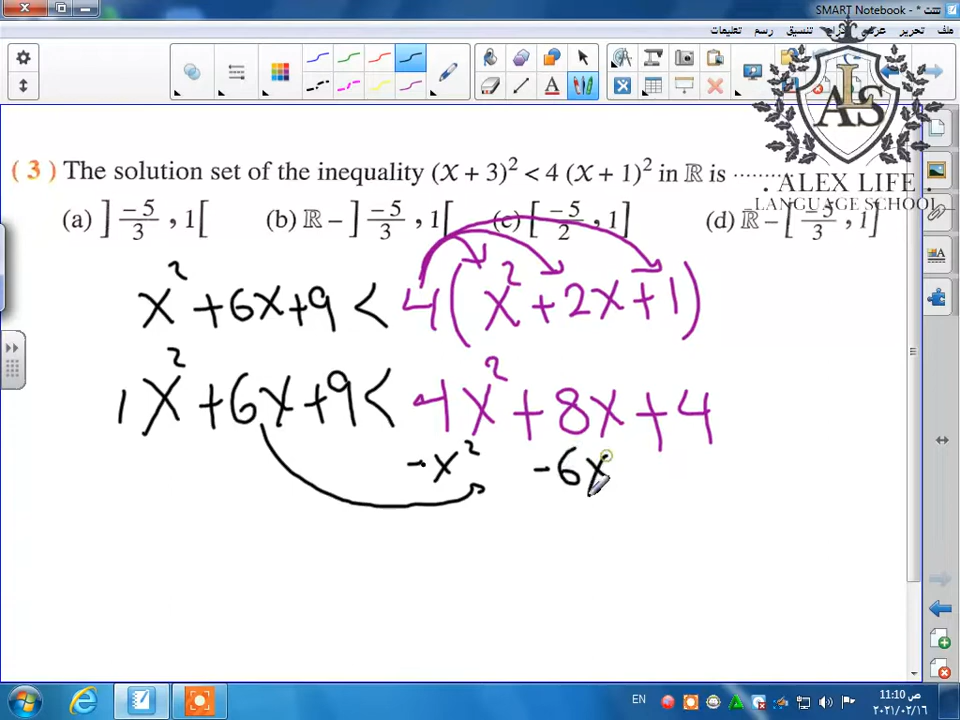 تنتت * - SMART Notebook
ملف تحرير عرض إدراج تنسيق رسم تعليمات
ALS
. ALEX LIFE .
LANGUAGE SCHOOL
( 3 ) The solution set of the inequality (X + 3)² < 4 (X + 1)² in ℝ is ..........
(a) ] -5/3 , 1 [ (b) ℝ – ] -5/3 , 1 [ (c) [ -5/2 , 1 ] (d) ℝ – [ -5/3 , 1 ]
x² + 6x + 9 < 4(x² + 2x + 1)
1x² + 6x + 9 < 4x² + 8x + 4
-x² -6x
EN
11:10 ص
٢٠٢١/٠٢/١٦